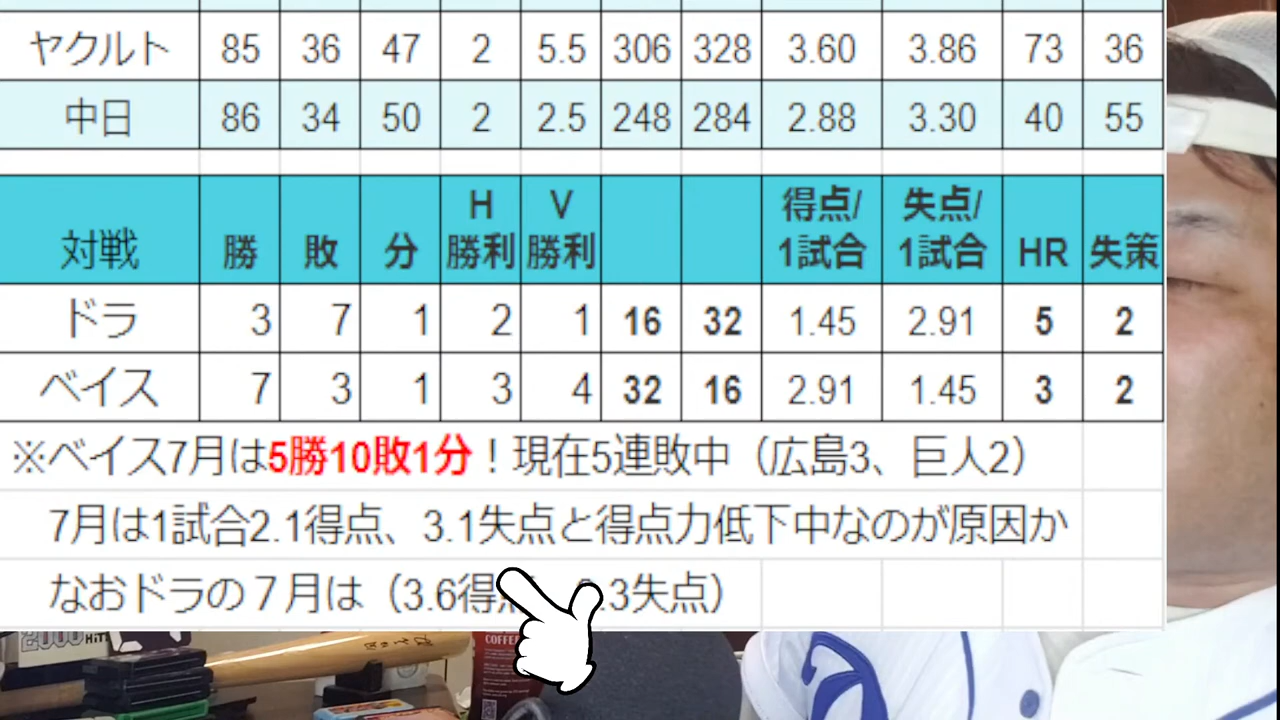 ヤクルト 85 36 47 2 5.5 306 328 3.60 3.86 73 36
中日 86 34 50 2 2.5 248 284 2.88 3.30 40 55
対戦 勝 敗 分 H勝利 V勝利 得点/1試合 失点/1試合 HR 失策
ドラ 3 7 1 2 1 16 32 1.45 2.91 5 2
ベイス 7 3 1 3 4 32 16 2.91 1.45 3 2
※ベイス7月は5勝10敗1分！現在5連敗中（広島3、巨人2）
7月は1試合2.1得点、3.1失点と得点力低下中なのが原因か
なおドラの７月は（3.6得点、.3失点）
2000 HIT
COFFEE